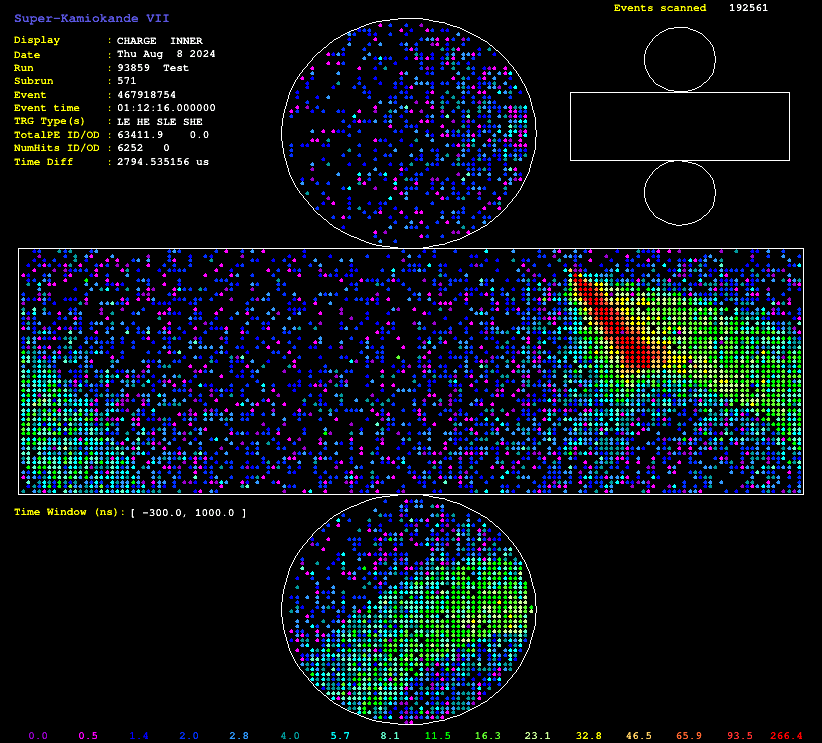 Super-Kamiokande VII
Events scanned 192561
Display : CHARGE INNER
Date : Thu Aug 8 2024
Run : 93859 Test
Subrun : 571
Event : 467918754
Event time : 01:12:16.000000
TRG Type(s) : LE HE SLE SHE
TotalPE ID/OD : 63411.9 0.0
NumHits ID/OD : 6252 0
Time Diff : 2794.535156 us
Time Window (ns): [ -300.0, 1000.0 ]
0.0 0.5 1.4 2.0 2.8 4.0 5.7 8.1 11.5 16.3 23.1 32.8 46.5 65.9 93.5 266.4